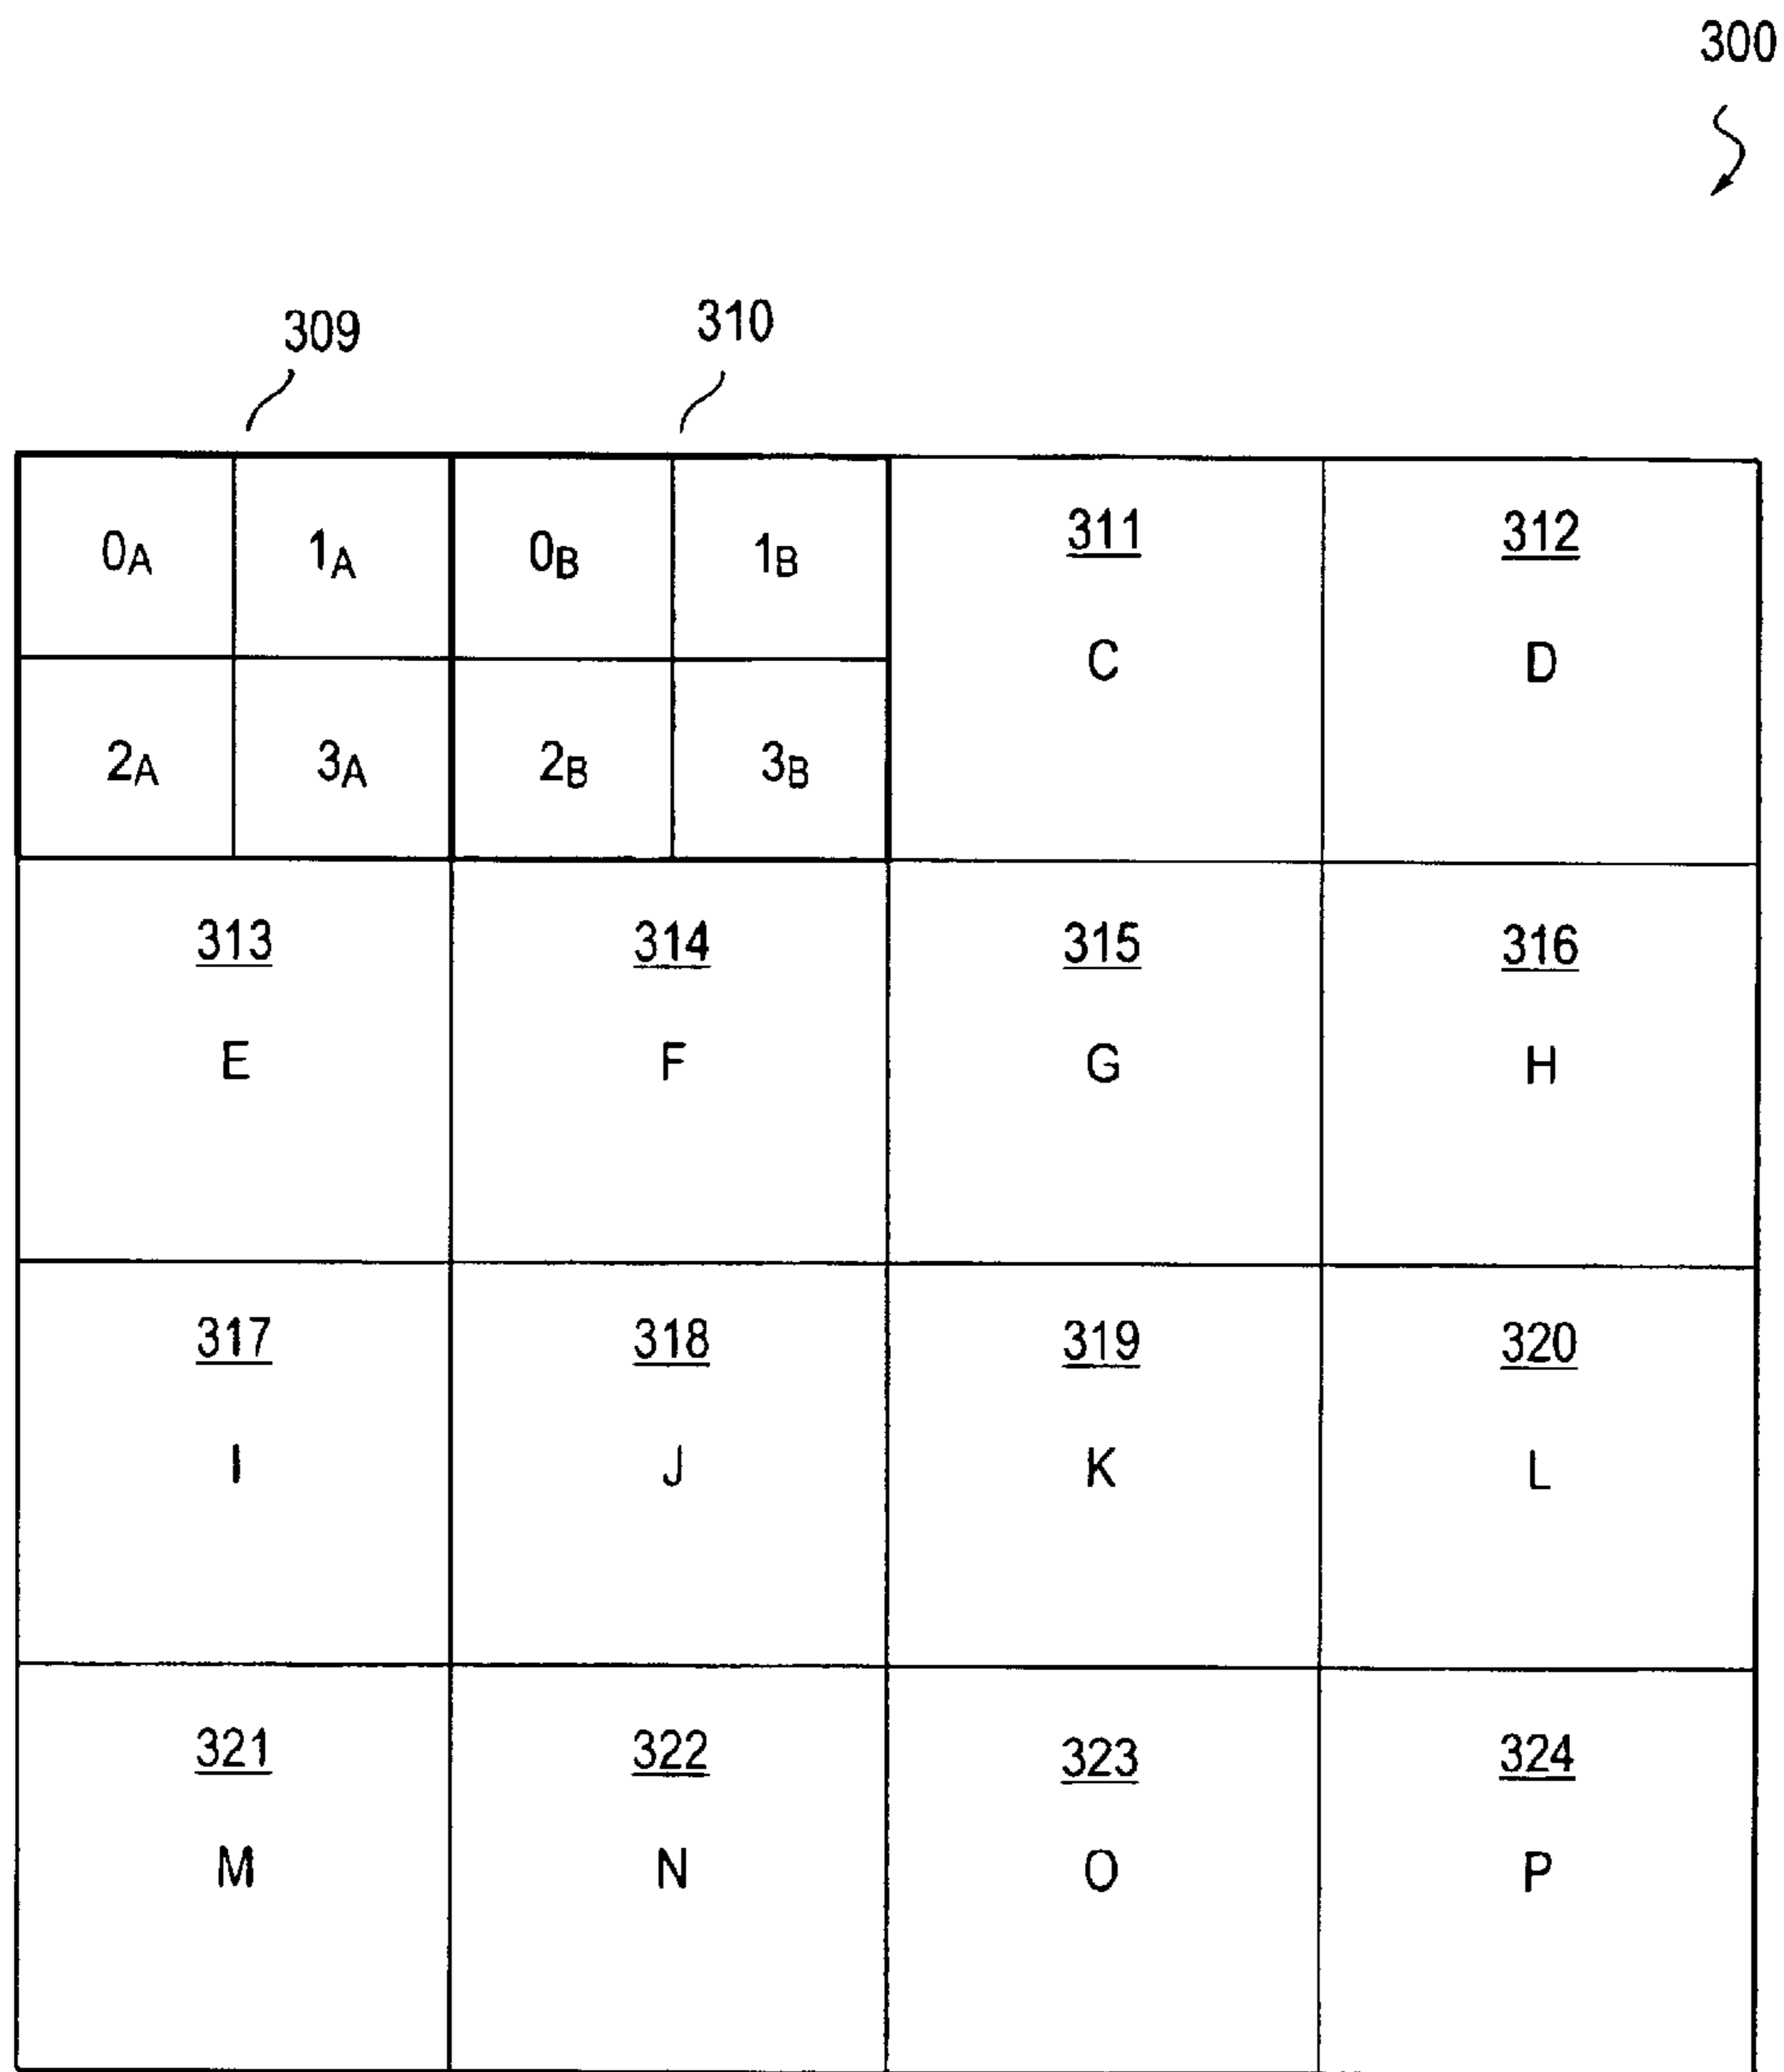 300
309 310
0A 1A 0B 1B 311 312
C D
2A 3A 2B 3B
313 314 315 316
E F G H
317 318 319 320
I J K L
321 322 323 324
M N O P